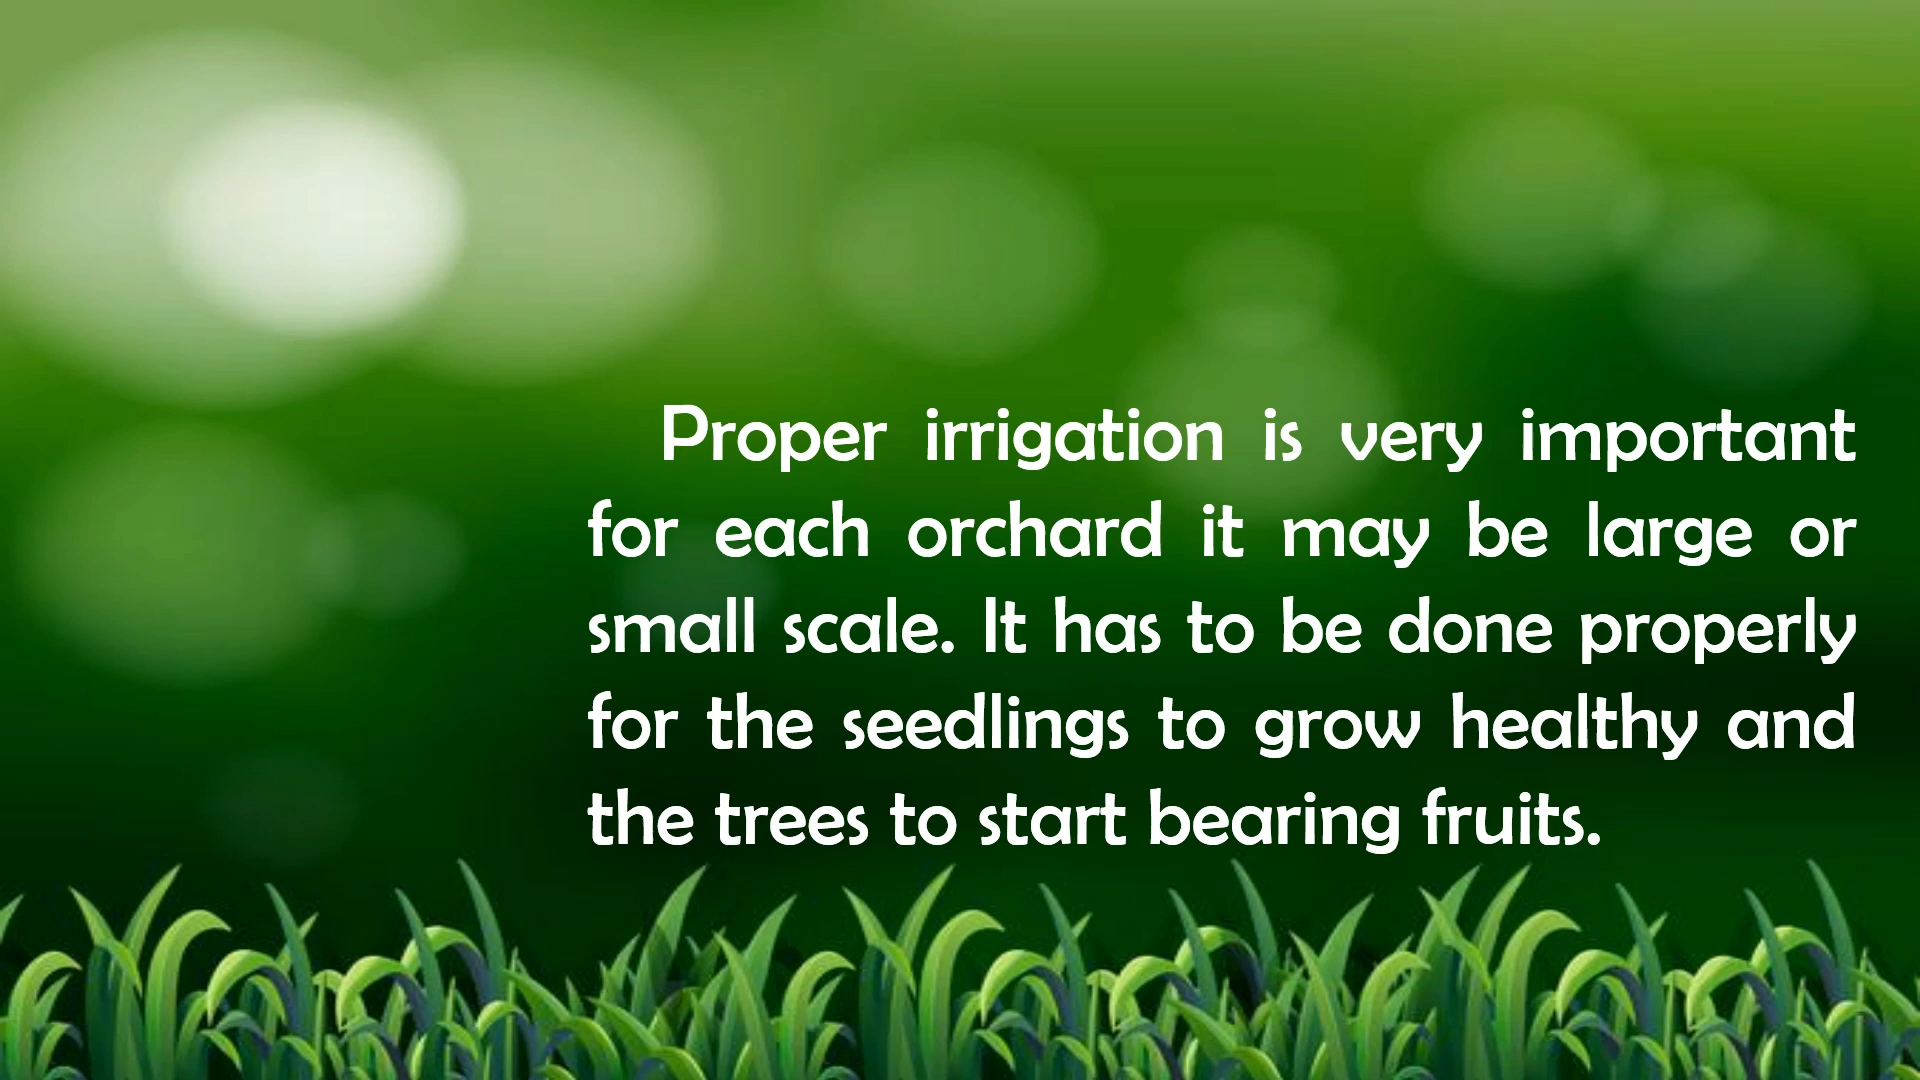 Proper irrigation is very important
for each orchard it may be large or
small scale. It has to be done properly
for the seedlings to grow healthy and
the trees to start bearing fruits.